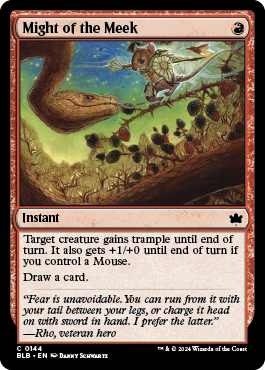 Might of the Meek
Instant
Target creature gains trample until end of
turn. It also gets +1/+0 until end of turn if
you control a Mouse.
Draw a card.
“Fear is unavoidable. You can run from it with
your tail between your legs, or charge it head
on with sword in hand. I prefer the latter.”
—Rho, veteran hero
C 0144
BLB • EN Danny Schwartz
™ & © 2024 Wizards of the Coast